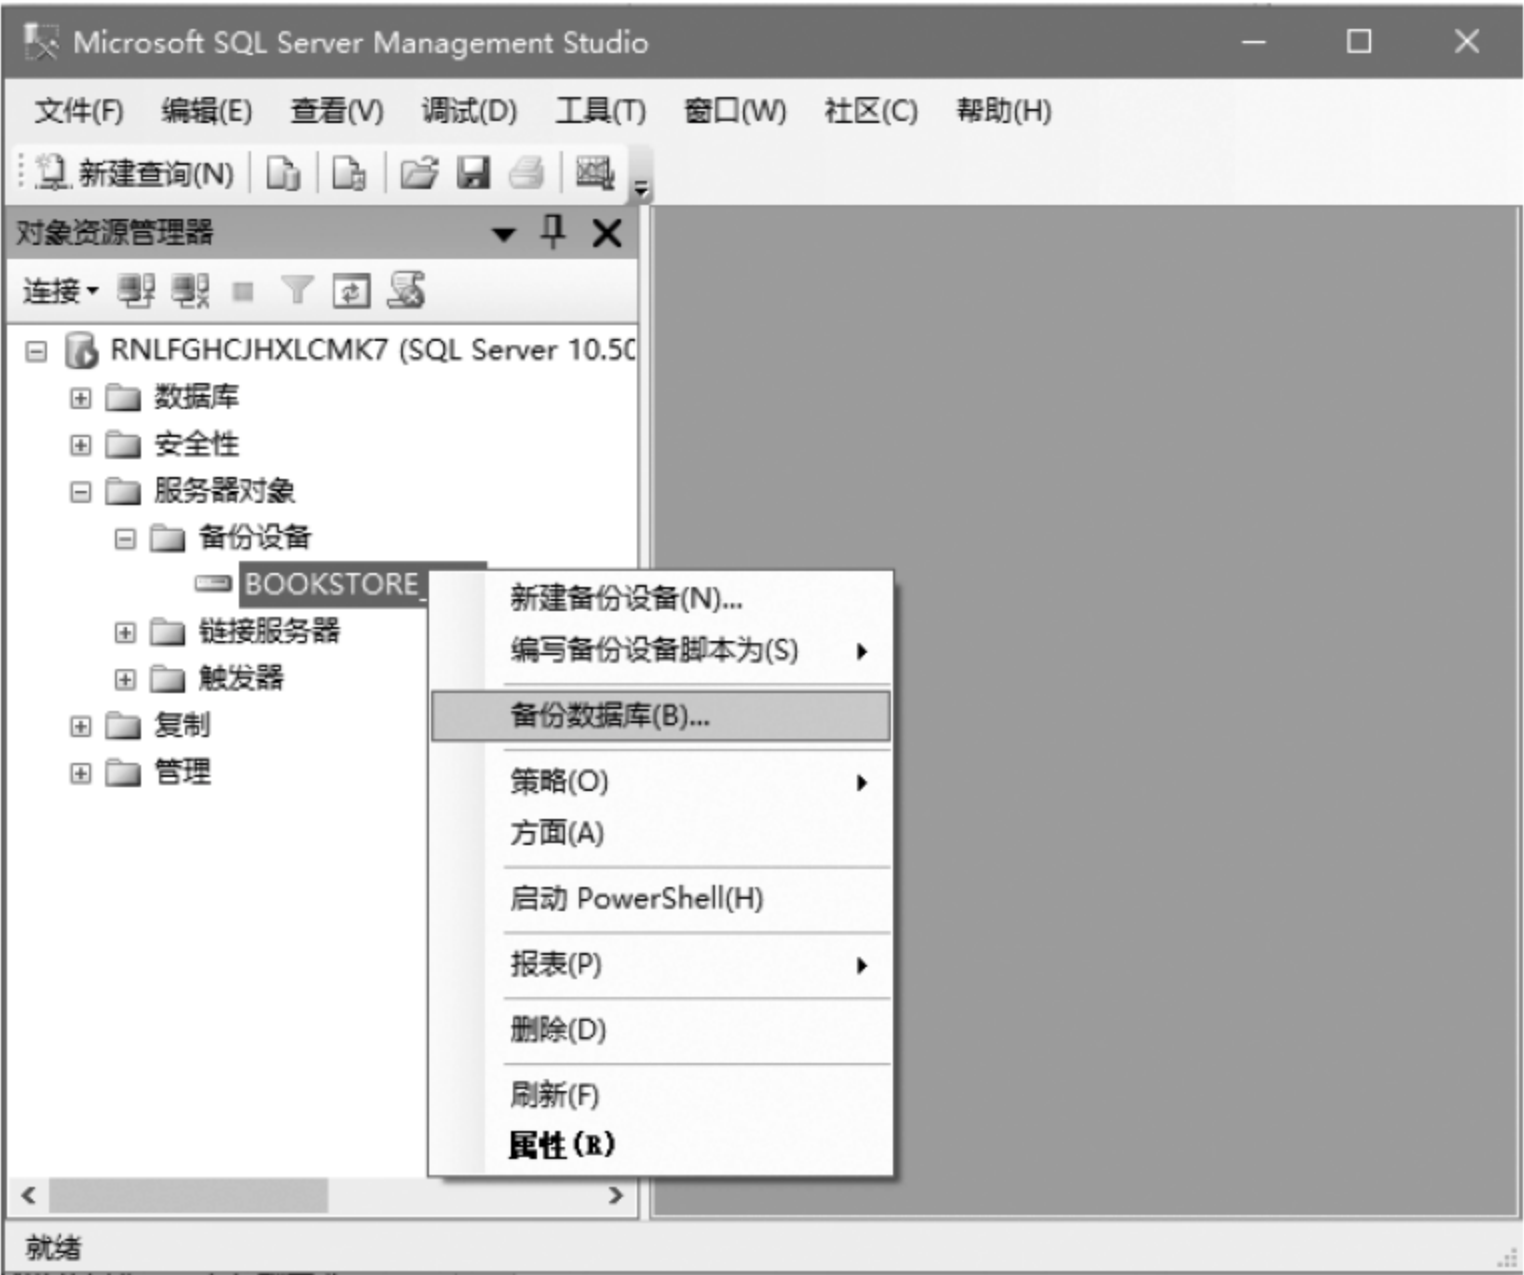 Microsoft SQL Server Management Studio
文件(F) 编辑(E) 查看(V) 调试(D) 工具(T) 窗口(W) 社区(C) 帮助(H)
新建查询(N)
对象资源管理器
连接
RNLFGHCJHXLCMK7 (SQL Server 10.50
数据库
安全性
服务器对象
备份设备
BOOKSTORE_
链接服务器
触发器
复制
管理
新建备份设备(N)...
编写备份设备脚本为(S)
备份数据库(B)...
策略(O)
方面(A)
启动 PowerShell(H)
报表(P)
删除(D)
刷新(F)
属性(R)
就绪